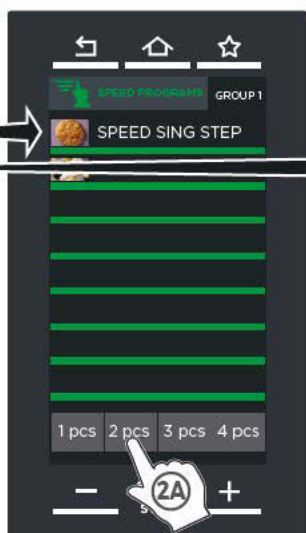 SPEED PROGRAMS GROUP 1
SPEED SING STEP
1 pcs 2 pcs 3 pcs 4 pcs
2A